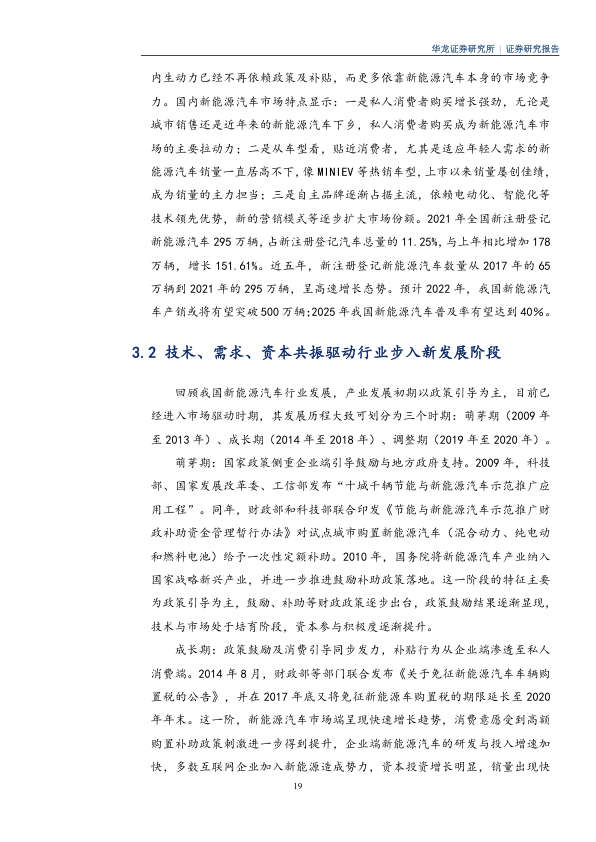 华龙证券研究所 | 证券研究报告
内生动力已经不再依赖政策及补贴，而更多依靠新能源汽车本身的市场竞争
力。国内新能源汽车市场特点显示：一是私人消费者购买增长强劲，无论是
城市销售还是近年来的新能源汽车下乡，私人消费者购买成为新能源汽车市
场的主要拉动力；二是从车型看，贴近消费者，尤其是适应年轻人需求的新
能源汽车销量一直居高不下，像 MINIEV 等热销车型，上市以来销量屡创佳绩，
成为销量的主力担当；三是自主品牌逐渐占据主流，依赖电动化、智能化等
技术领先优势，新的营销模式等逐步扩大市场份额。2021 年全国新注册登记
新能源汽车 295 万辆，占新注册登记汽车总量的 11.25%，与上年相比增加 178
万辆，增长 151.61%。近五年，新注册登记新能源汽车数量从 2017 年的 65
万辆到 2021 年的 295 万辆，呈高速增长态势。预计 2022 年，我国新能源汽
车产销或将有望突破 500 万辆；2025 年我国新能源汽车普及率有望达到 40%。
3.2 技术、需求、资本共振驱动行业步入新发展阶段
回顾我国新能源汽车行业发展，产业发展初期以政策引导为主，目前已
经进入市场驱动时期，其发展历程大致可划分为三个时期：萌芽期（2009 年
至 2013 年）、成长期（2014 年至 2018 年）、调整期（2019 年至 2020 年）。
萌芽期：国家政策侧重企业端引导鼓励与地方政府支持。2009 年，科技
部、国家发展改革委、工信部发布“十城千辆节能与新能源汽车示范推广应
用工程”。同年，财政部和科技部联合印发《节能与新能源汽车示范推广财
政补助资金管理暂行办法》对试点城市购置新能源汽车（混合动力、纯电动
和燃料电池）给予一次性定额补助。2010 年，国务院将新能源汽车产业纳入
国家战略新兴产业，并进一步推进鼓励补助政策落地。这一阶段的特征主要
为政策引导为主，鼓励、补助等财政政策逐步出台，政策鼓励结果逐渐显现，
技术与市场处于培育阶段，资本参与积极度逐渐提升。
成长期：政策鼓励及消费引导同步发力，补贴行为从企业端渗透至私人
消费端。2014 年 8 月，财政部等部门联合发布《关于免征新能源汽车车辆购
置税的公告》，并在 2017 年底又将免征新能源车购置税的期限延长至 2020
年年末。这一阶，新能源汽车市场端呈现快速增长趋势，消费意愿受到高额
购置补助政策刺激进一步得到提升，企业端新能源汽车的研发与投入增速加
快，多数互联网企业加入新能源造成势力，资本投资增长明显，销量出现快
19